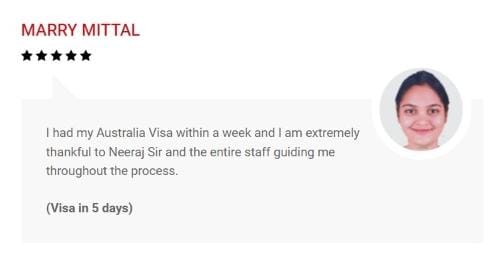 MARRY MITTAL
I had my Australia Visa within a week and I am extremely
thankful to Neeraj Sir and the entire staff guiding me
throughout the process.
(Visa in 5 days)